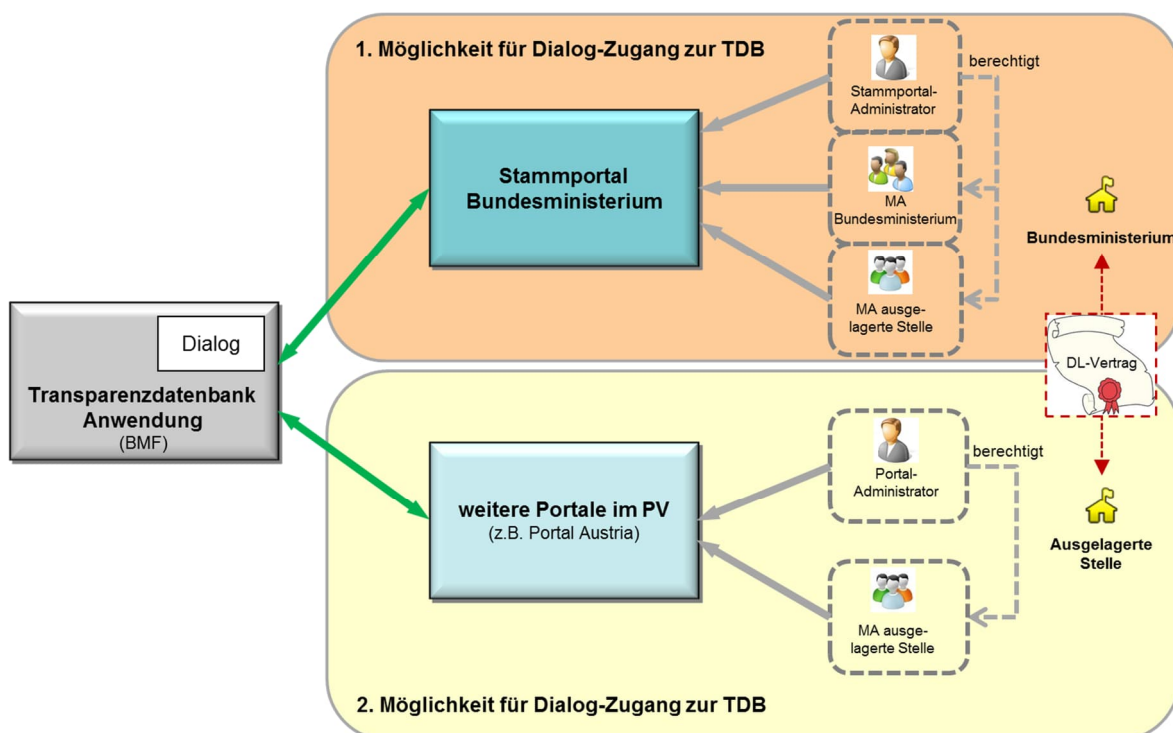 1. Möglichkeit für Dialog-Zugang zur TDB
Stammportal-
Administrator
berechtigt
Stammportal
Bundesministerium
MA
Bundesministerium
MA ausge-
lagerte Stelle
Bundesministerium
Dialog
Transparenzdatenbank
Anwendung
(BMF)
DL-Vertrag
weitere Portale im PV
(z.B. Portal Austria)
Portal-
Administrator
berechtigt
MA ausge-
lagerte Stelle
Ausgelagerte
Stelle
2. Möglichkeit für Dialog-Zugang zur TDB